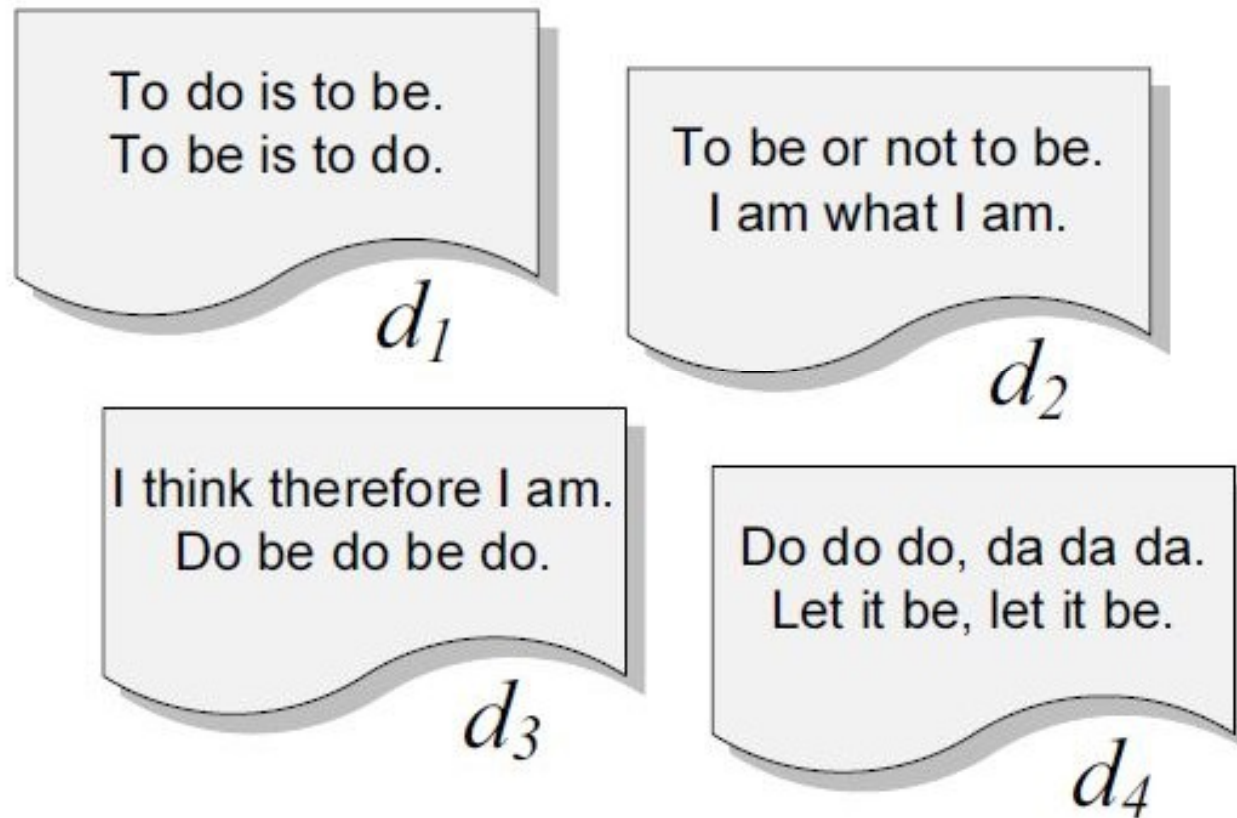 To do is to be.
To be is to do.
d1
To be or not to be.
I am what I am.
d2
I think therefore I am.
Do be do be do.
d3
Do do do, da da da.
Let it be, let it be.
d4